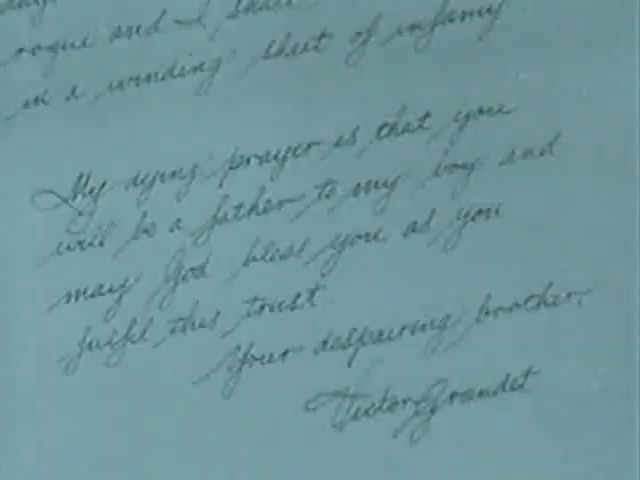 rogue and I shall
in a winding sheet of infamy
My dying prayer is that you
will be a father to my boy and
may God bless you as you
fulfil this trust
Your despairing brother,
Victor Grandet